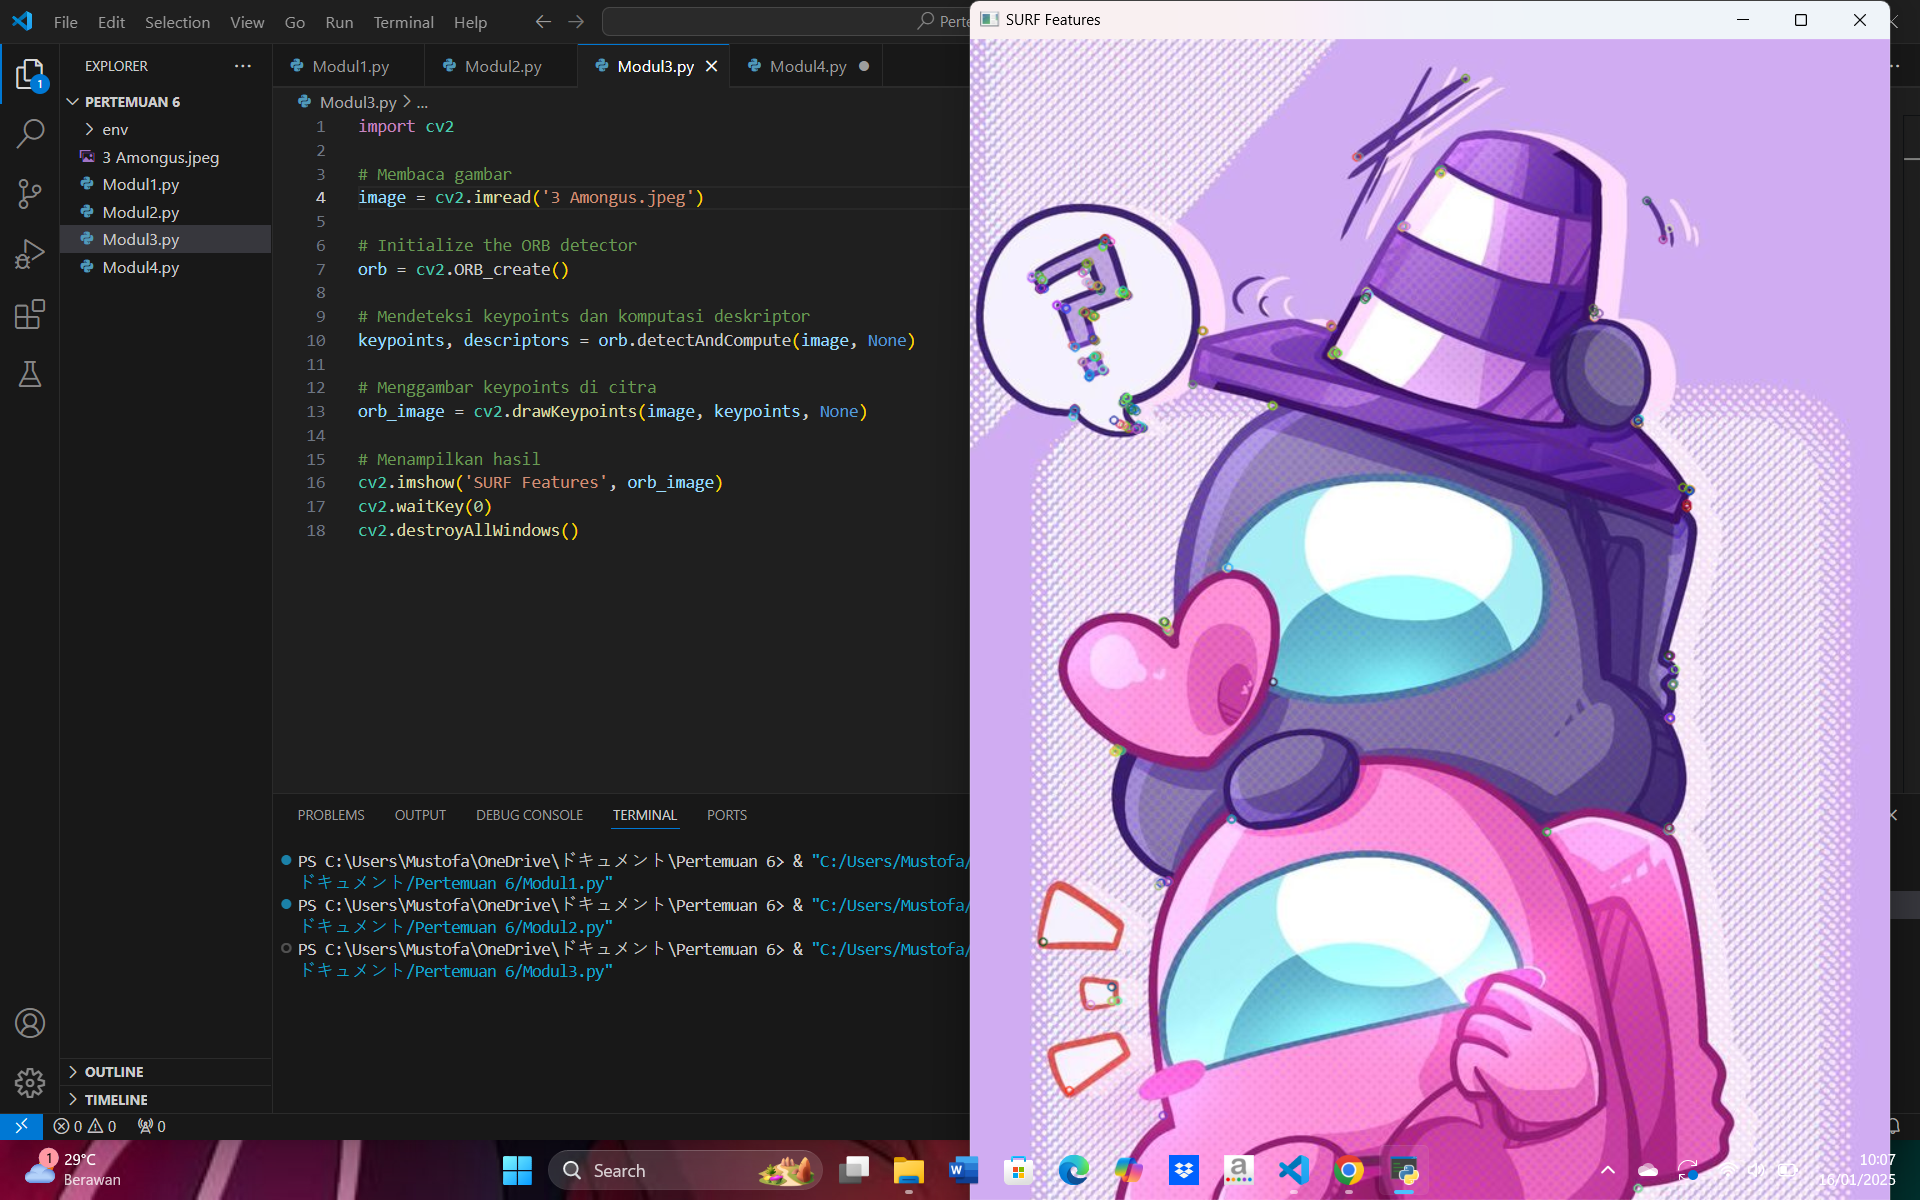 File Edit Selection View Go Run Terminal Help
SURF Features
EXPLORER
PERTEMUAN 6
env
3 Amongus.jpeg
Modul1.py
Modul2.py
Modul3.py
Modul4.py
Modul1.py Modul2.py Modul3.py Modul4.py
Modul3.py > ...
1 import cv2
2
3 # Membaca gambar
4 image = cv2.imread('3 Amongus.jpeg')
5
6 # Initialize the ORB detector
7 orb = cv2.ORB_create()
8
9 # Mendeteksi keypoints dan komputasi deskriptor
10 keypoints, descriptors = orb.detectAndCompute(image, None)
11
12 # Menggambar keypoints di citra
13 orb_image = cv2.drawKeypoints(image, keypoints, None)
14
15 # Menampilkan hasil
16 cv2.imshow('SURF Features', orb_image)
17 cv2.waitKey(0)
18 cv2.destroyAllWindows()
?
PROBLEMS OUTPUT DEBUG CONSOLE TERMINAL PORTS
PS C:\Users\Mustofa\OneDrive\ドキュメント\Pertemuan 6> & "C:/Users/Mustofa/
ドキュメント/Pertemuan 6/Modul1.py"
PS C:\Users\Mustofa\OneDrive\ドキュメント\Pertemuan 6> & "C:/Users/Mustofa/
ドキュメント/Pertemuan 6/Modul2.py"
PS C:\Users\Mustofa\OneDrive\ドキュメント\Pertemuan 6> & "C:/Users/Mustofa/
ドキュメント/Pertemuan 6/Modul3.py"
OUTLINE
TIMELINE
0 0 0
1
29°C
Berawan
Search
10:07
16/01/2025